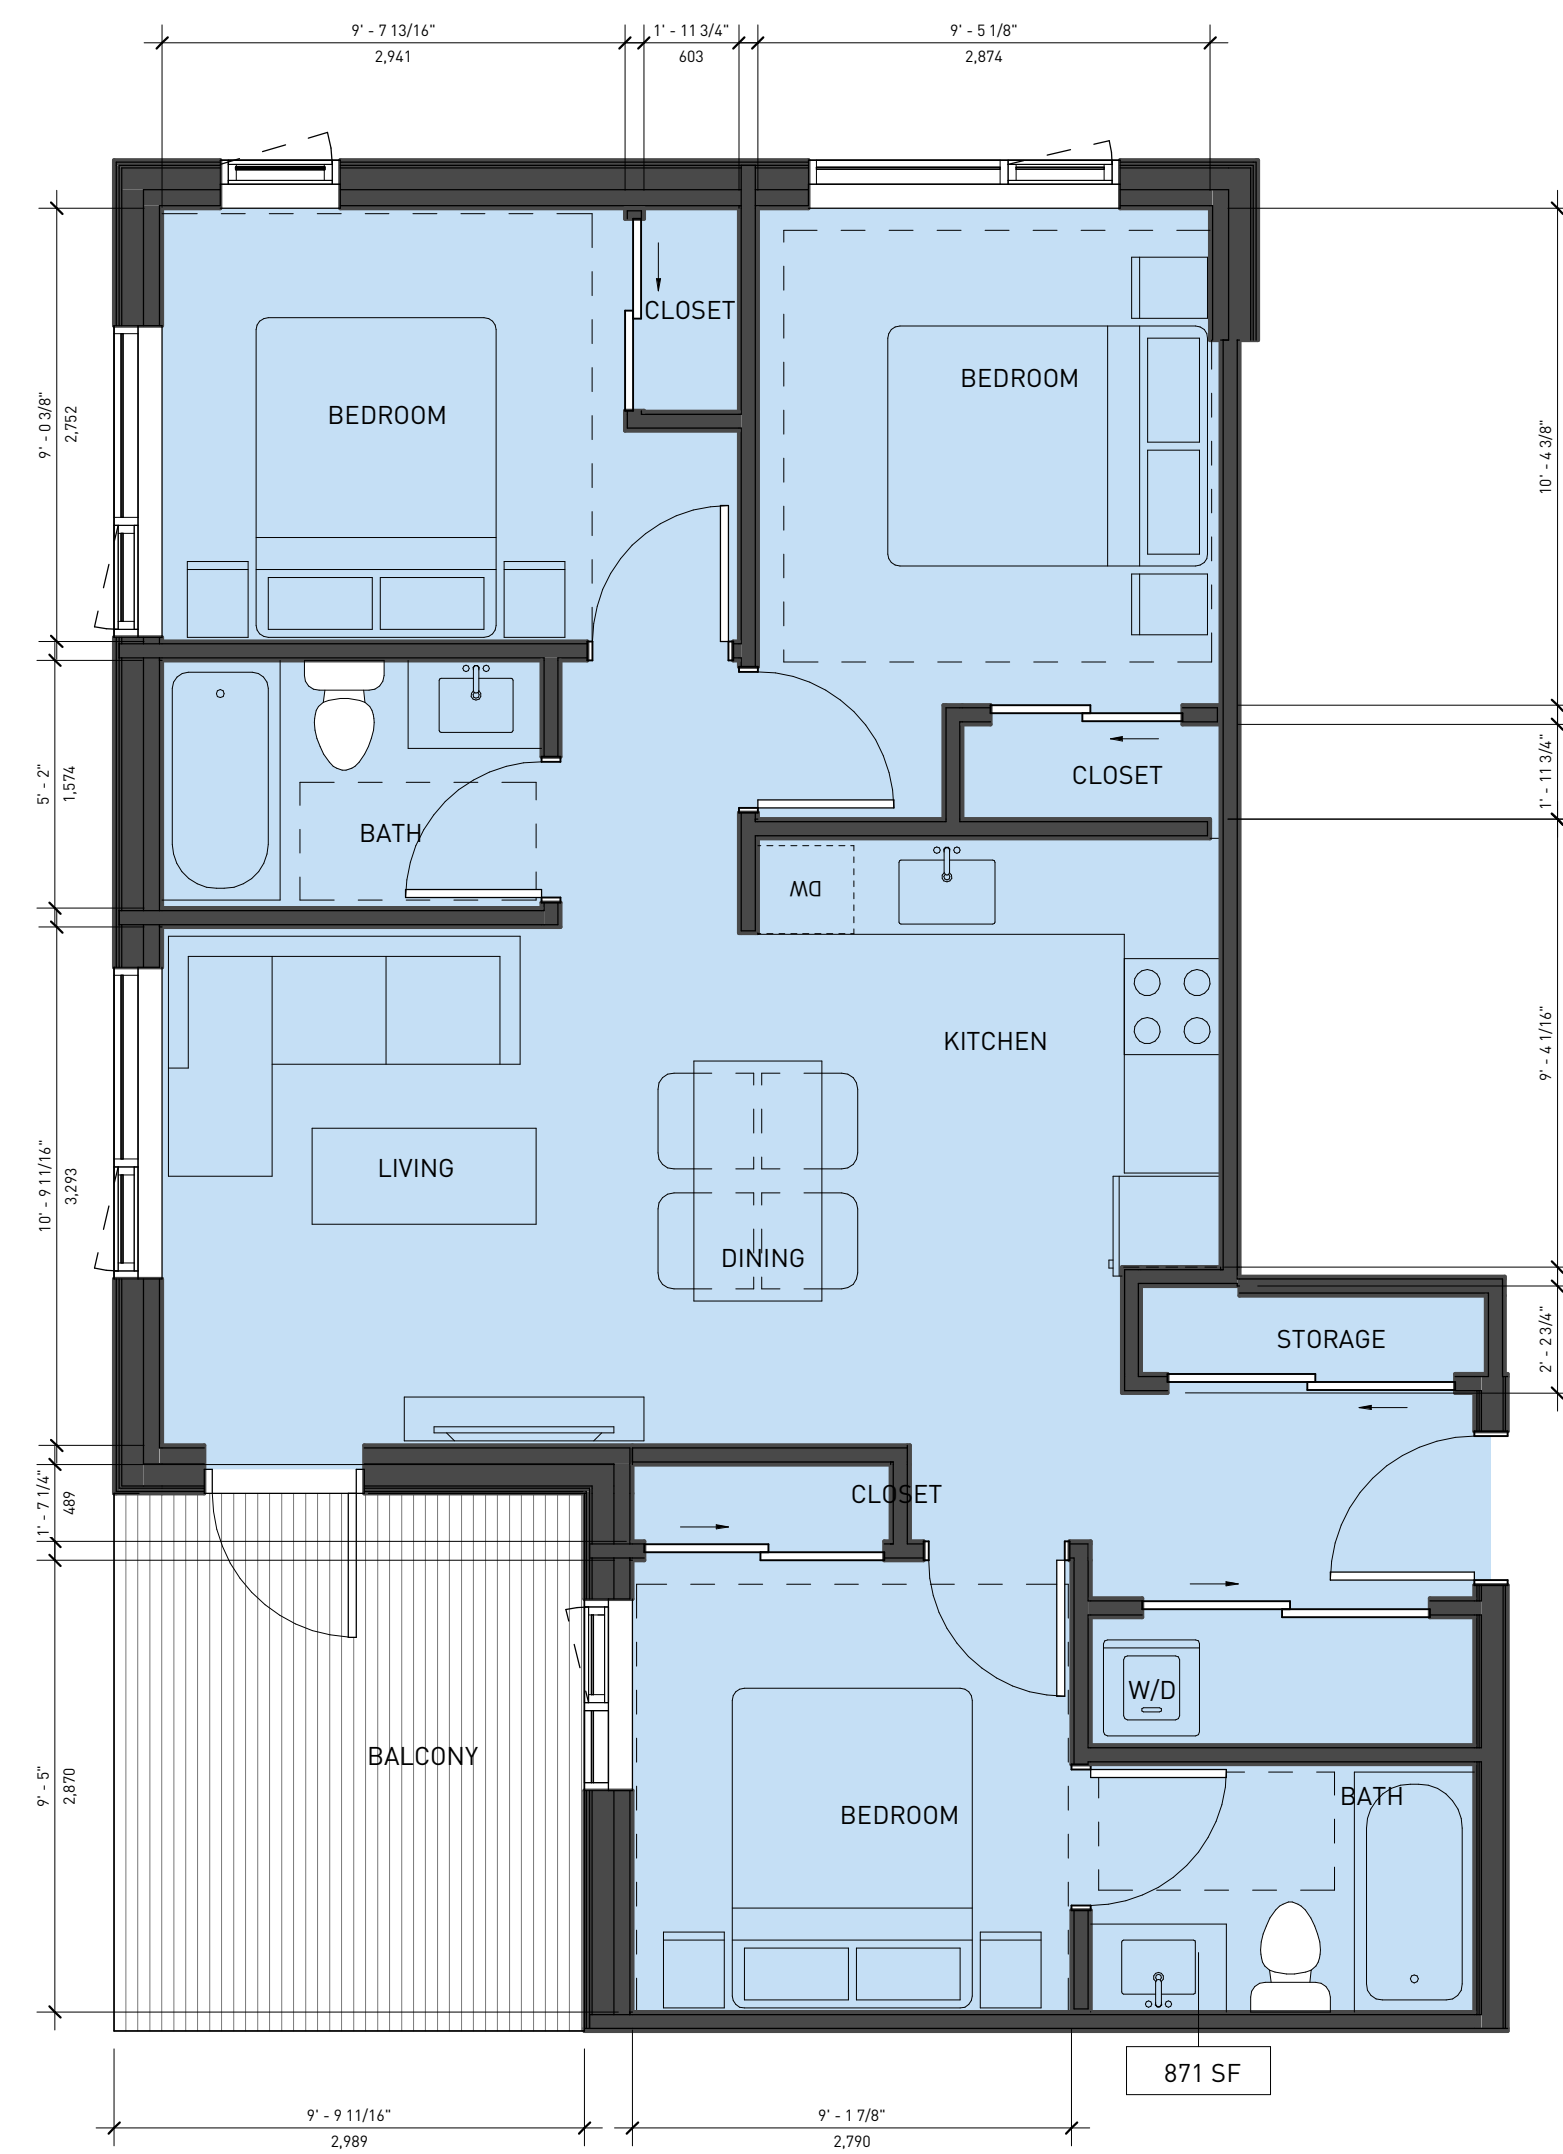 9' - 7 13/16"
2,941
1' - 11 3/4"
603
9' - 5 1/8"
2,874
CLOSET
BEDROOM
BEDROOM
9' - 0 3/8"
2,752
10' - 4 3/8"
5' - 2"
1,574
BATH
CLOSET
1' - 11 3/4"
DW
KITCHEN
9' - 4 1/16"
10' - 9 11/16"
3,293
LIVING
DINING
STORAGE
2' - 2 3/4"
1' - 7 1/4"
489
CLOSET
W/D
BALCONY
9' - 5"
2,870
BEDROOM
BATH
871 SF
9' - 9 11/16"
2,989
9' - 1 7/8"
2,790